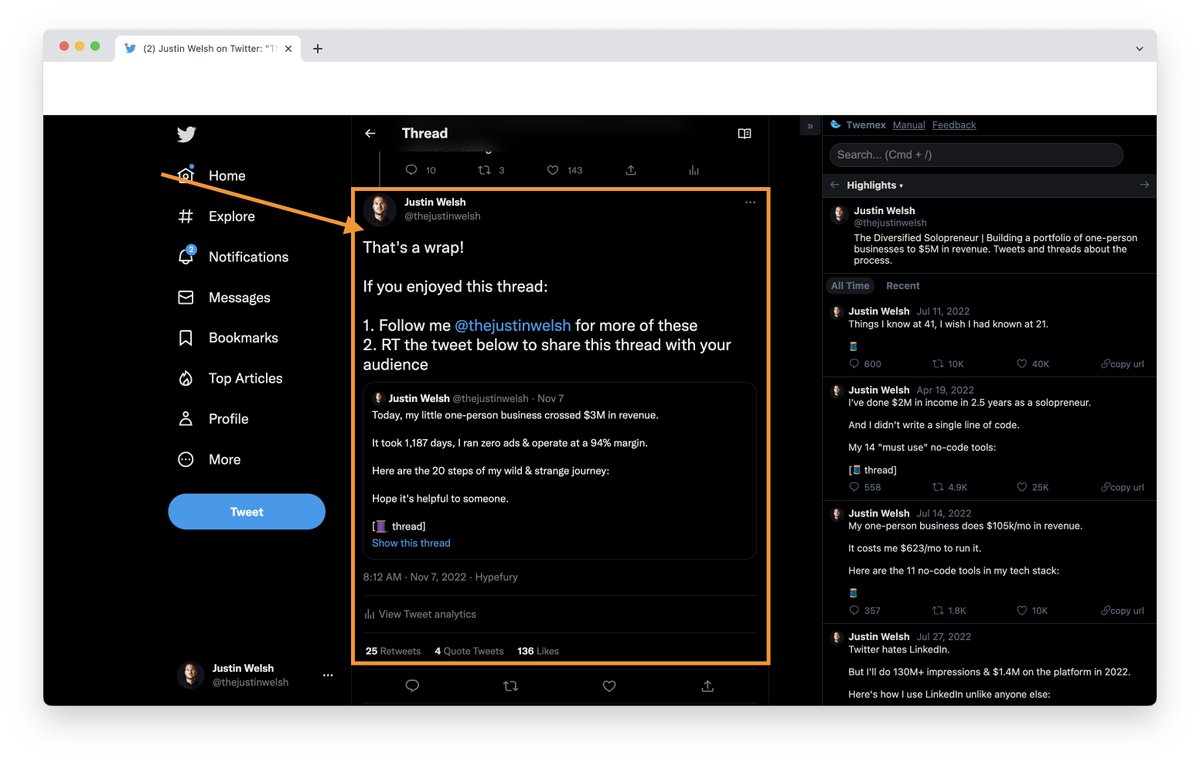 (2) Justin Welsh on Twitter: "T
Home
Explore
2
Notifications
Messages
Bookmarks
Top Articles
Profile
More
Tweet
Justin Welsh
@thejustinwelsh
Thread
10 3 143
Justin Welsh
@thejustinwelsh
That's a wrap!
If you enjoyed this thread:
1. Follow me @thejustinwelsh for more of these
2. RT the tweet below to share this thread with your
audience
Justin Welsh @thejustinwelsh · Nov 7
Today, my little one-person business crossed $3M in revenue.
It took 1,187 days, I ran zero ads & operate at a 94% margin.
Here are the 20 steps of my wild & strange journey:
Hope it's helpful to someone.
[🧵 thread]
Show this thread
8:12 AM · Nov 7, 2022 · Hypefury
View Tweet analytics
25 Retweets 4 Quote Tweets 136 Likes
» Twemex Manual Feedback
Search... (Cmd + /)
← Highlights ▾ →
Justin Welsh
@thejustinwelsh
The Diversified Solopreneur | Building a portfolio of one-person
businesses to $5M in revenue. Tweets and threads about the
process.
All Time Recent
Justin Welsh Jul 11, 2022
Things I know at 41, I wish I had known at 21.
🧵
600 10K 40K copy url
Justin Welsh Apr 19, 2022
I've done $2M in income in 2.5 years as a solopreneur.
And I didn't write a single line of code.
My 14 "must use" no-code tools:
[🧵 thread]
558 4.9K 25K copy url
Justin Welsh Jul 14, 2022
My one-person business does $105k/mo in revenue.
It costs me $623/mo to run it.
Here are the 11 no-code tools in my tech stack:
🧵
357 1.8K 10K copy url
Justin Welsh Jul 27, 2022
Twitter hates LinkedIn.
But I'll do 130M+ impressions & $1.4M on the platform in 2022.
Here's how I use LinkedIn unlike anyone else: